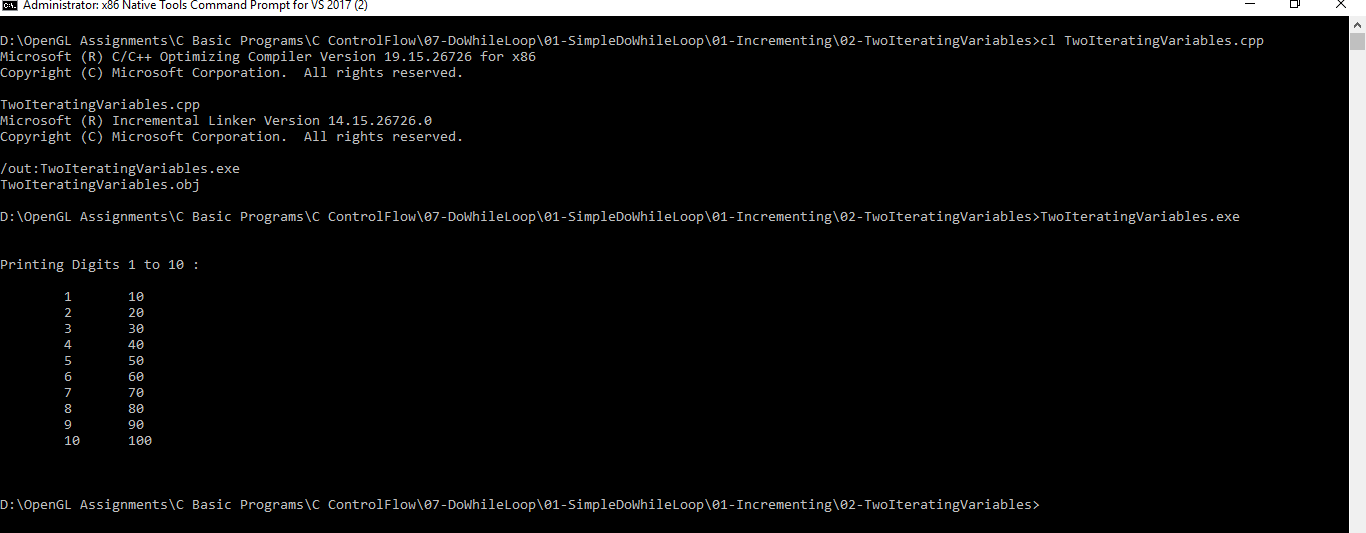 Administrator: x86 Native Tools Command Prompt for VS 2017 (2)
D:\OpenGL Assignments\C Basic Programs\C ControlFlow\07-DoWhileLoop\01-SimpleDoWhileLoop\01-Incrementing\02-TwoIteratingVariables>cl TwoIteratingVariables.cpp
Microsoft (R) C/C++ Optimizing Compiler Version 19.15.26726 for x86
Copyright (C) Microsoft Corporation.  All rights reserved.
TwoIteratingVariables.cpp
Microsoft (R) Incremental Linker Version 14.15.26726.0
Copyright (C) Microsoft Corporation.  All rights reserved.
/out:TwoIteratingVariables.exe
TwoIteratingVariables.obj
D:\OpenGL Assignments\C Basic Programs\C ControlFlow\07-DoWhileLoop\01-SimpleDoWhileLoop\01-Incrementing\02-TwoIteratingVariables>TwoIteratingVariables.exe
Printing Digits 1 to 10 :
1 10
2 20
3 30
4 40
5 50
6 60
7 70
8 80
9 90
10 100
D:\OpenGL Assignments\C Basic Programs\C ControlFlow\07-DoWhileLoop\01-SimpleDoWhileLoop\01-Incrementing\02-TwoIteratingVariables>